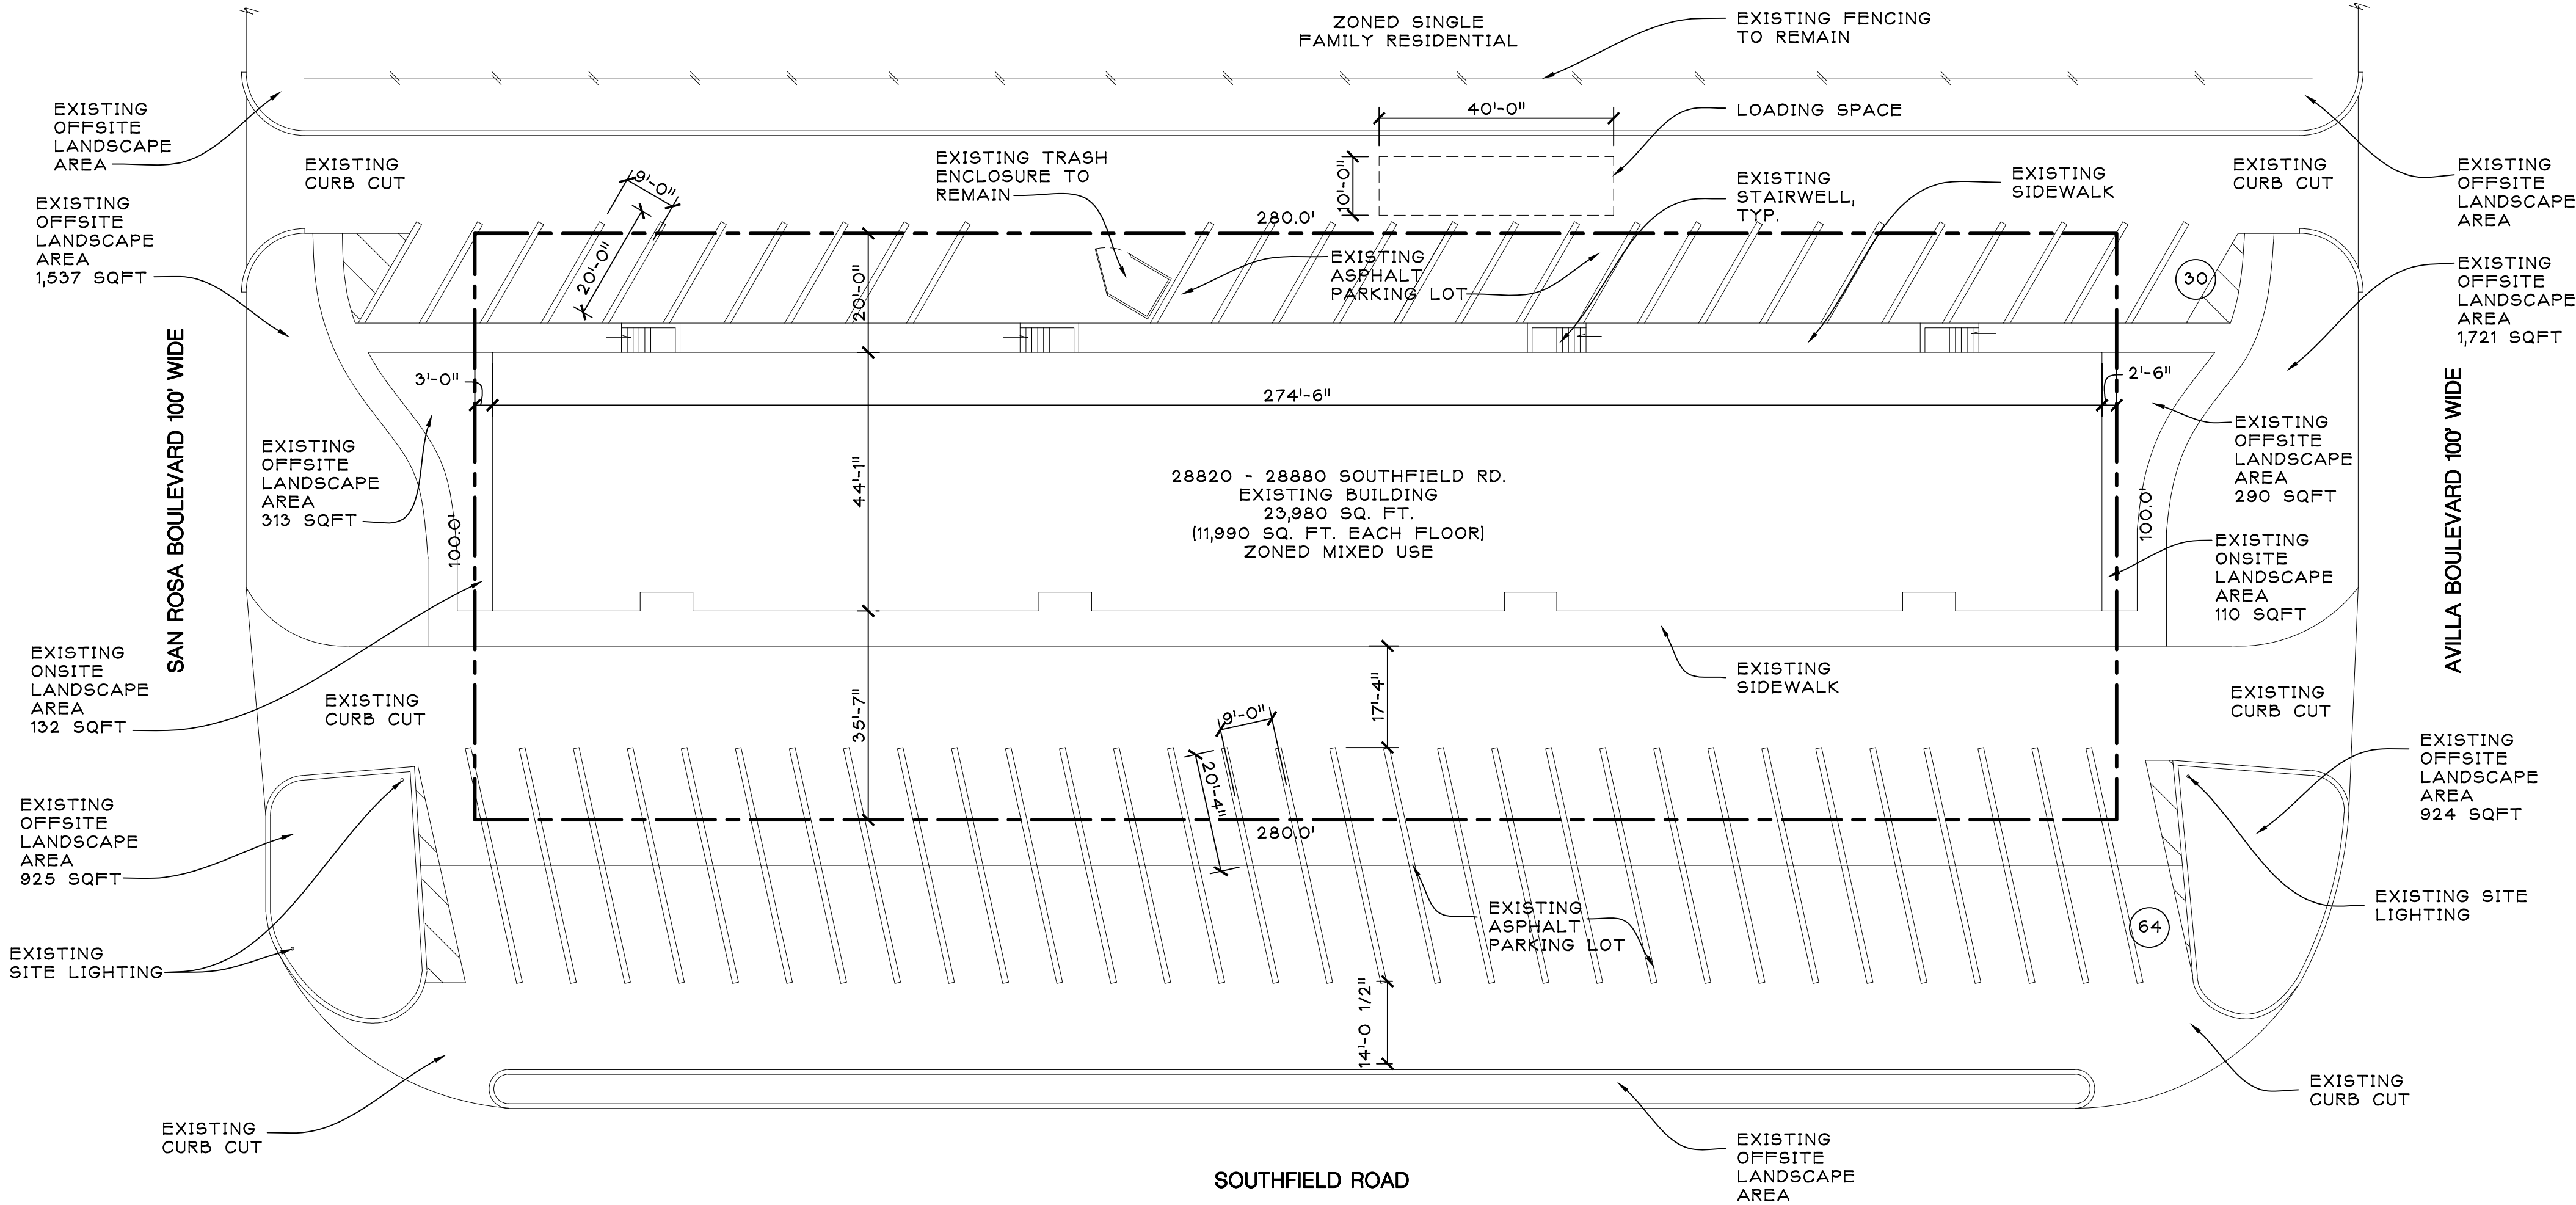 ZONED SINGLE
FAMILY RESIDENTIAL
EXISTING FENCING
TO REMAIN
EXISTING
OFFSITE
LANDSCAPE
AREA
EXISTING
CURB CUT
EXISTING TRASH
ENCLOSURE TO
REMAIN
40'-0"
10'-0"
LOADING SPACE
EXISTING
STAIRWELL,
TYP.
EXISTING
SIDEWALK
EXISTING
CURB CUT
EXISTING
OFFSITE
LANDSCAPE
AREA
EXISTING
OFFSITE
LANDSCAPE
AREA
1,537 SQFT
9'-0"
20'-0"
280.0'
20'-0"
EXISTING
ASPHALT
PARKING LOT
30
EXISTING
OFFSITE
LANDSCAPE
AREA
1,721 SQFT
SAN ROSA BOULEVARD 100' WIDE
3'-0"
274'-6"
2'-6"
AVILLA BOULEVARD 100' WIDE
EXISTING
OFFSITE
LANDSCAPE
AREA
313 SQFT
100.0'
44'-1"
28820 - 28880 SOUTHFIELD RD.
EXISTING BUILDING
23,980 SQ. FT.
(11,990 SQ. FT. EACH FLOOR)
ZONED MIXED USE
100.0'
EXISTING
OFFSITE
LANDSCAPE
AREA
290 SQFT
EXISTING
ONSITE
LANDSCAPE
AREA
110 SQFT
EXISTING
ONSITE
LANDSCAPE
AREA
132 SQFT
EXISTING
CURB CUT
35'-7"
9'-0"
20'-4"
17'-4"
EXISTING
SIDEWALK
EXISTING
CURB CUT
EXISTING
OFFSITE
LANDSCAPE
AREA
924 SQFT
EXISTING
OFFSITE
LANDSCAPE
AREA
925 SQFT
280.0'
EXISTING
ASPHALT
PARKING LOT
64
EXISTING SITE
LIGHTING
EXISTING
SITE LIGHTING
14'-0 1/2"
EXISTING
CURB CUT
EXISTING
CURB CUT
EXISTING
OFFSITE
LANDSCAPE
AREA
SOUTHFIELD ROAD